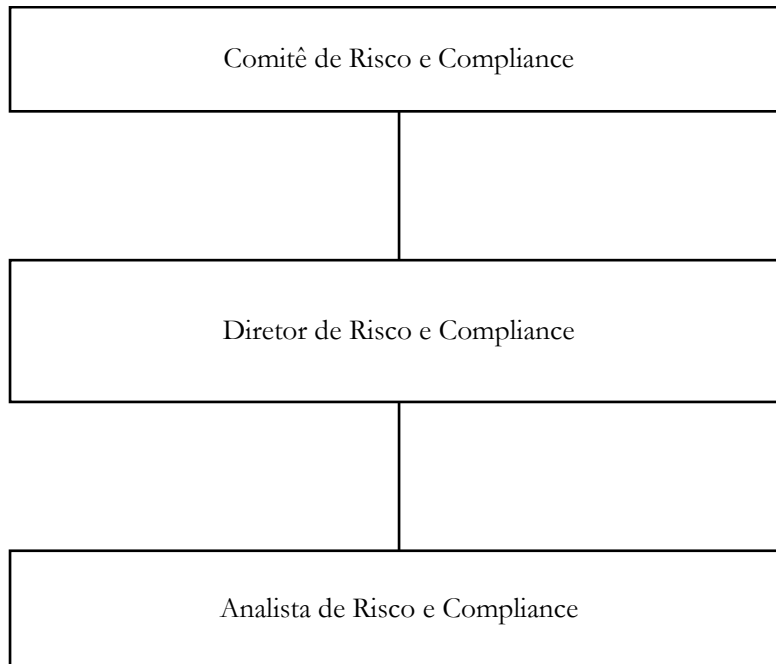 Comitê de Risco e Compliance
Diretor de Risco e Compliance
Analista de Risco e Compliance